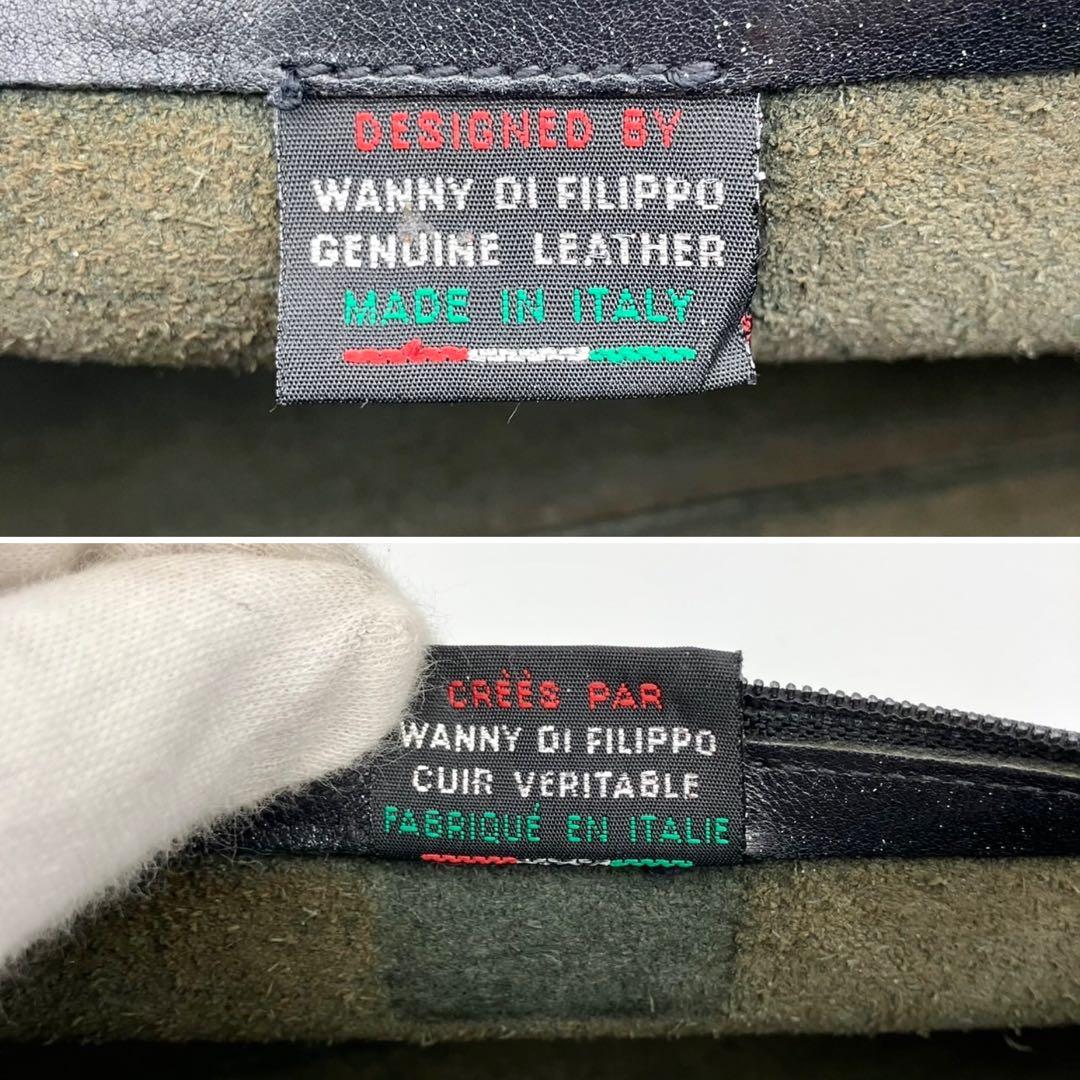 DESIGNED BY
WANNY DI FILIPPO
GENUINE LEATHER
MADE IN ITALY
CRÉÉS PAR
WANNY DI FILIPPO
CUIR VERITABLE
FABRIQUÉ EN ITALIE